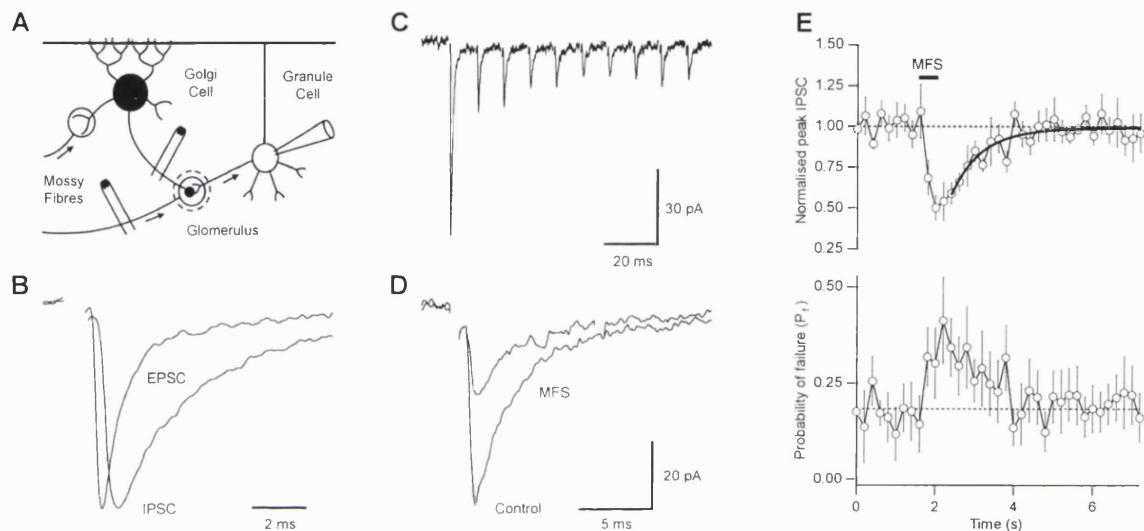 A
Golgi
Cell
Granule
Cell
Mossy
Fibres
Glomerulus
B
EPSC
IPSC
2 ms
C
30 pA
20 ms
D
MFS
Control
20 pA
5 ms
E
1.50
1.25
1.00
0.75
0.50
0.25
Normalised peak IPSC
MFS
0.50
0.25
0.00
Probability of failure (Pf)
0
2
4
6
Time (s)